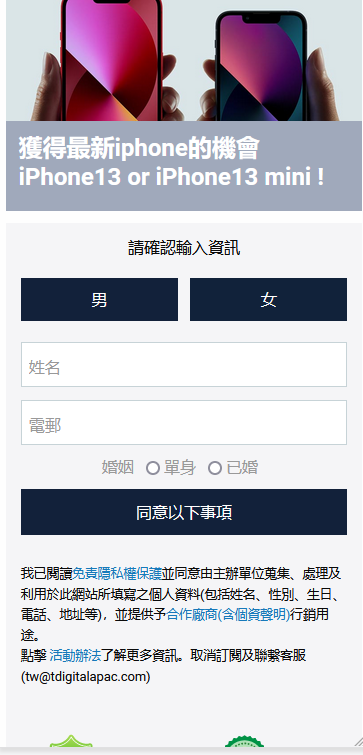 獲得最新iphone的機會
iPhone13 or iPhone13 mini !
請確認輸入資訊
男
女
姓名
電郵
婚姻 單身 已婚
同意以下事項
我已閱讀免責隱私權保護並同意由主辦單位蒐集、處理及
利用於此網站所填寫之個人資料(包括姓名、性別、生日、
電話、地址等)，並提供予合作廠商(含個資聲明)行銷用
途。
點擊 活動辦法了解更多資訊。取消訂閱及聯繫客服
(tw@tdigitalapac.com)